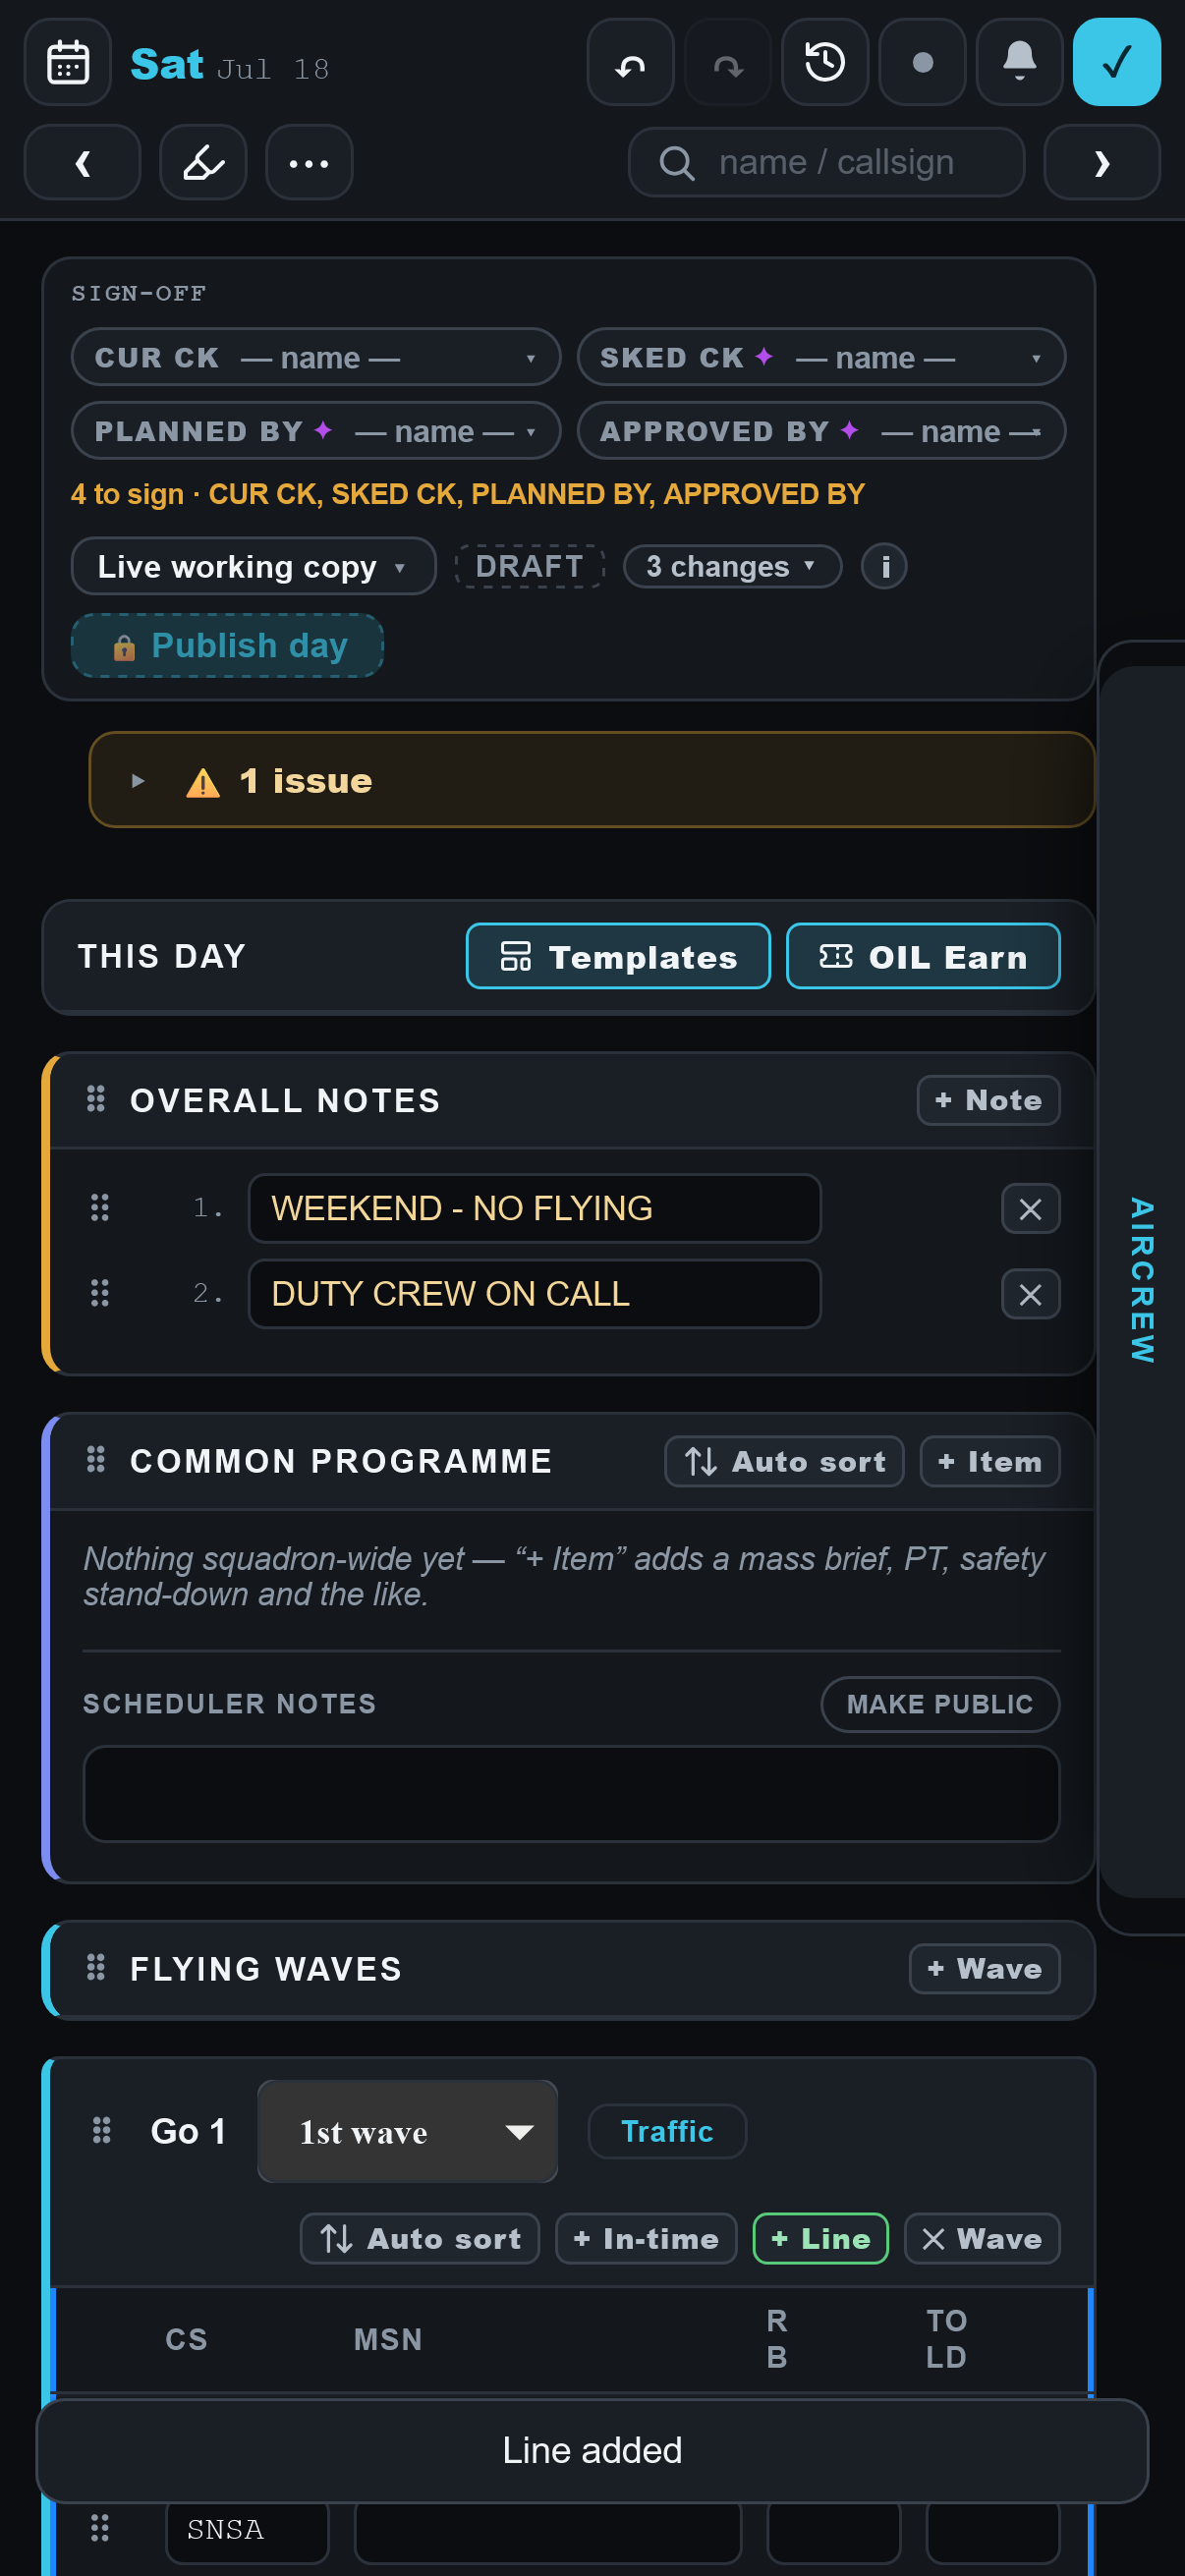 Sat Jul 18
name / callsign
SIGN-OFF
CUR CK — name —
SKED CK ✦ — name —
PLANNED BY ✦ — name —
APPROVED BY ✦ — name —
4 to sign · CUR CK, SKED CK, PLANNED BY, APPROVED BY
Live working copy
DRAFT
3 changes
i
Publish day
1 issue
THIS DAY
Templates
OIL Earn
OVERALL NOTES
+ Note
1. WEEKEND - NO FLYING
2. DUTY CREW ON CALL
AIRCREW
COMMON PROGRAMME
Auto sort
+ Item
Nothing squadron-wide yet — “+ Item” adds a mass brief, PT, safety
stand-down and the like.
SCHEDULER NOTES
MAKE PUBLIC
FLYING WAVES
+ Wave
Go 1
1st wave
Traffic
Auto sort
+ In-time
+ Line
× Wave
CS
MSN
R
B
TO
LD
Line added
SNSA